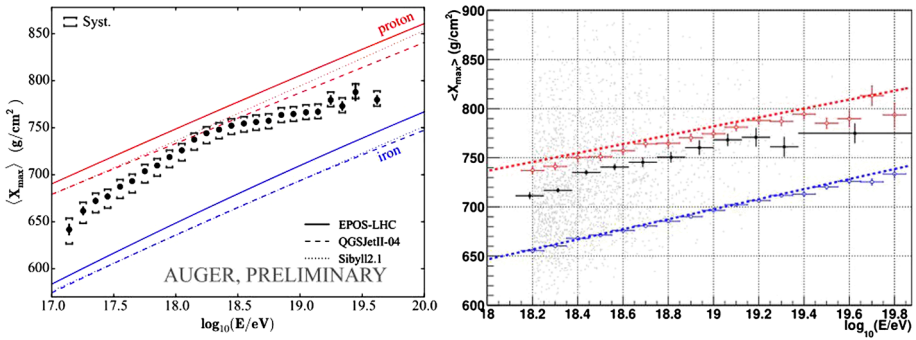 Syst.
proton
iron
EPOS-LHC
QGSJetII-04
Sibyll2.1
AUGER, PRELIMINARY
⟨Xmax⟩ (g/cm²)
850
800
750
700
650
600
17.0 17.5 18.0 18.5 19.0 19.5 20.0
log₁₀(E/eV)
<Xmax> (g/cm²)
900
850
800
750
700
650
600
18 18.2 18.4 18.6 18.8 19 19.2 19.4 19.6 19.8
log₁₀(E/eV)